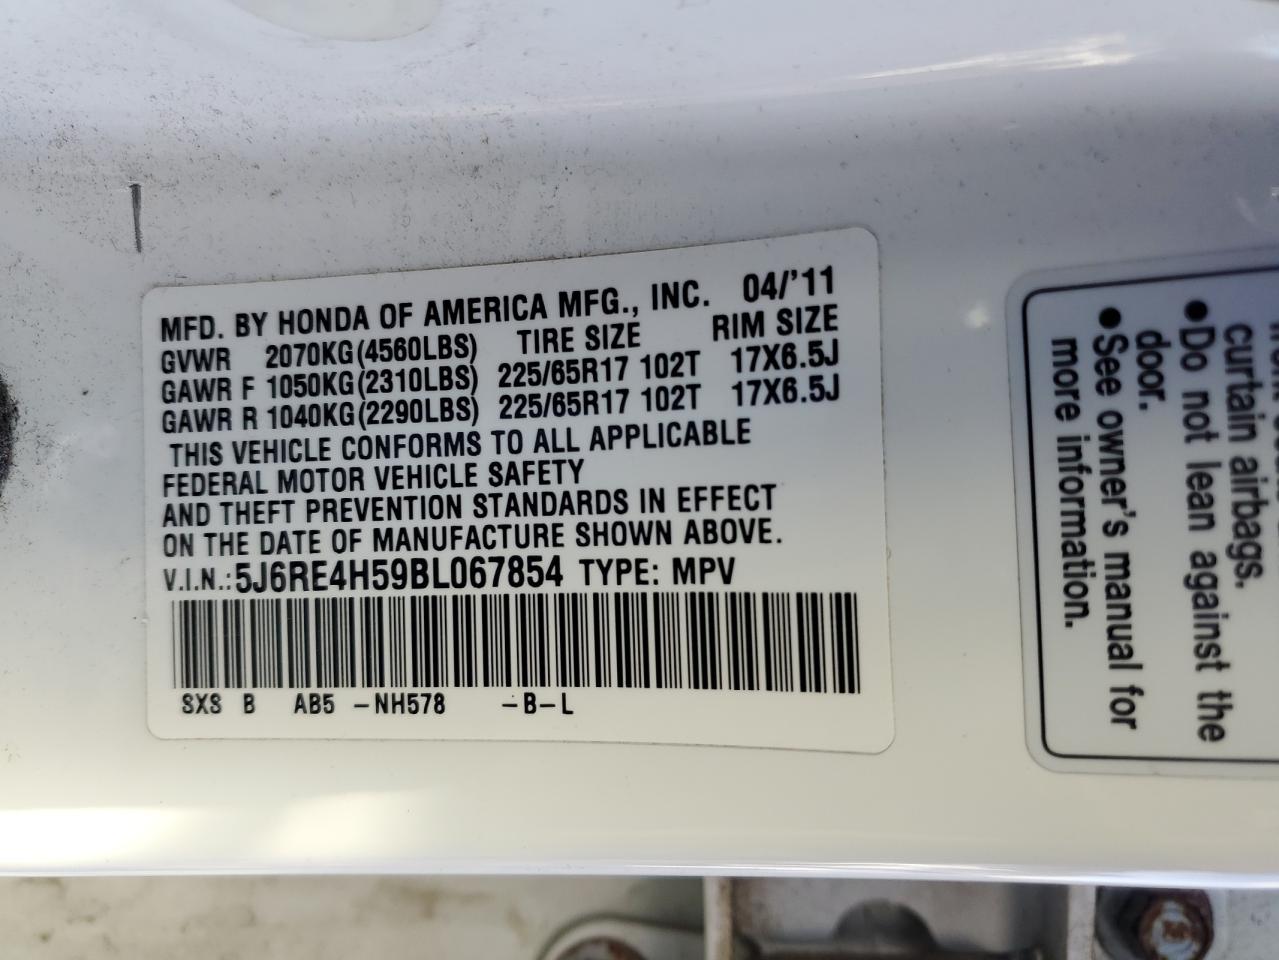 MFD. BY HONDA OF AMERICA MFG., INC. 04/'11
GVWR 2070KG(4560LBS) TIRE SIZE RIM SIZE
GAWR F 1050KG(2310LBS) 225/65R17 102T 17X6.5J
GAWR R 1040KG(2290LBS) 225/65R17 102T 17X6.5J
THIS VEHICLE CONFORMS TO ALL APPLICABLE
FEDERAL MOTOR VEHICLE SAFETY
AND THEFT PREVENTION STANDARDS IN EFFECT
ON THE DATE OF MANUFACTURE SHOWN ABOVE.
V.I.N.: 5J6RE4H59BL067854 TYPE: MPV
SXS B AB5 -NH578 -B-L
curtain airbags.
●Do not lean against the
door.
●See owner's manual for
more information.